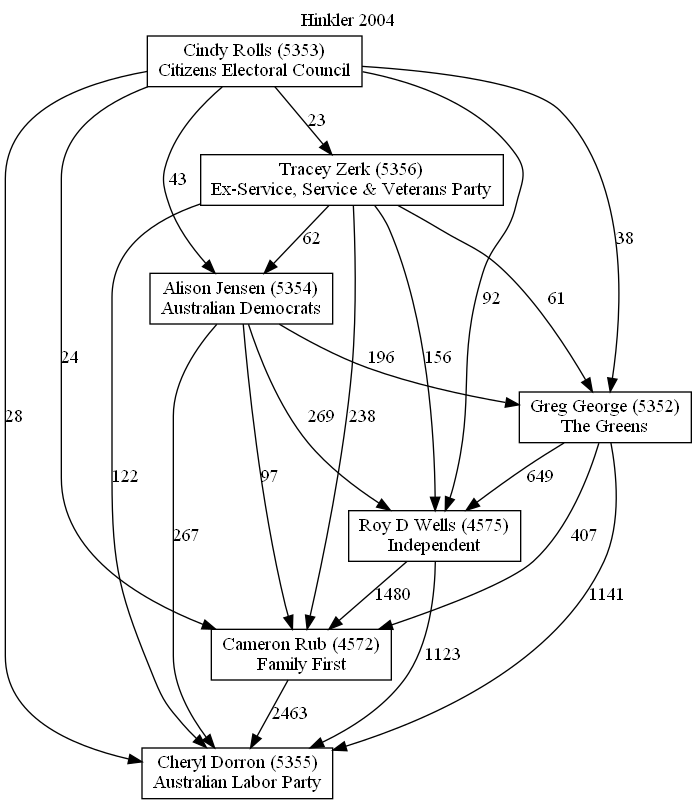 Hinkler 2004
Cindy Rolls (5353)
Citizens Electoral Council
23
Tracey Zerk (5356)
Ex-Service, Service & Veterans Party
43
62
38
Alison Jensen (5354)
Australian Democrats
92
61
24
196
156
Greg George (5352)
The Greens
28
269
238
122
97
649
267
Roy D Wells (4575)
Independent
407
1480
1141
Cameron Rub (4572)
Family First
1123
2463
Cheryl Dorron (5355)
Australian Labor Party